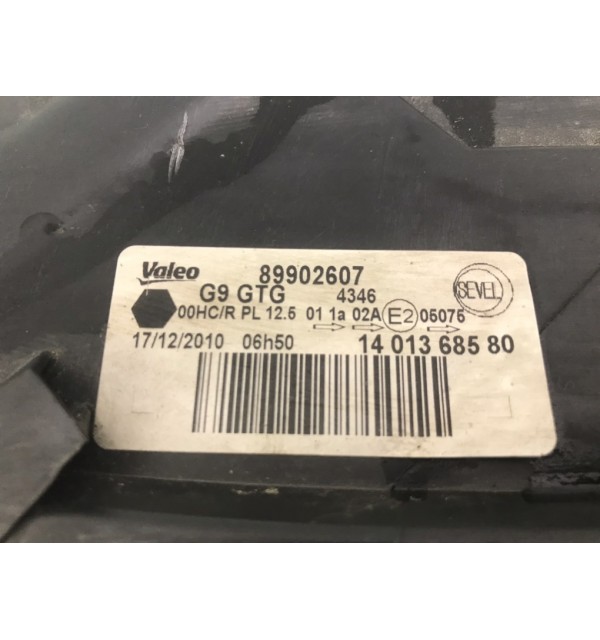 Valeo 89902607
G9 GTG 4346 SEVEL
00HC/R PL 12.5 01 1a 02A E2 05075
17/12/2010 06h50 14 013 685 80